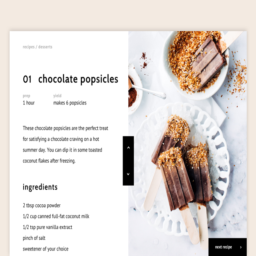 recipes / desserts
01 chocolate popsicles
prep
yield
1 hour
makes 6 popsicles
These chocolate popsicles are the perfect treat
for satisfying a chocolate craving on a hot
summer day. You can dip it in some toasted
coconut flakes after freezing.
ingredients
2 tbsp cocoa powder
1/2 cup canned full-fat coconut milk
1/2 tsp pure vanilla extract
pinch of salt
sweetener of your choice
next recipe